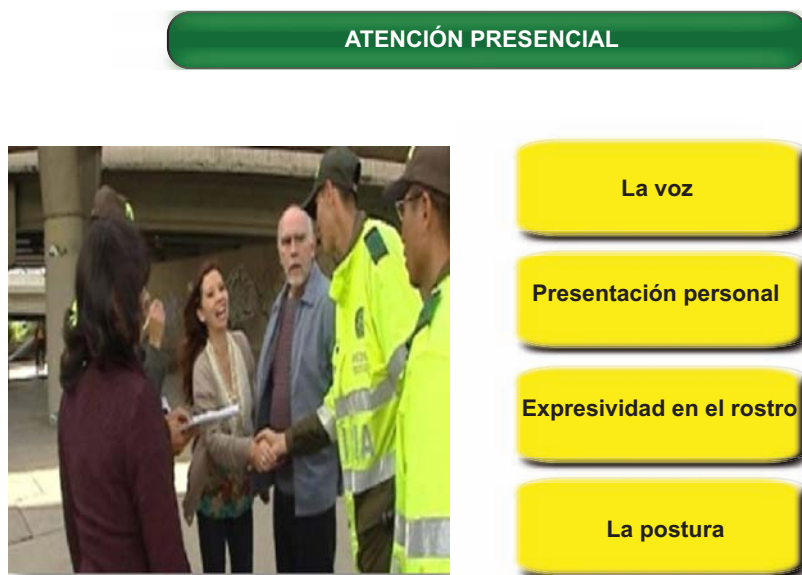 ATENCIÓN PRESENCIAL
La voz
Presentación personal
Expresividad en el rostro
La postura